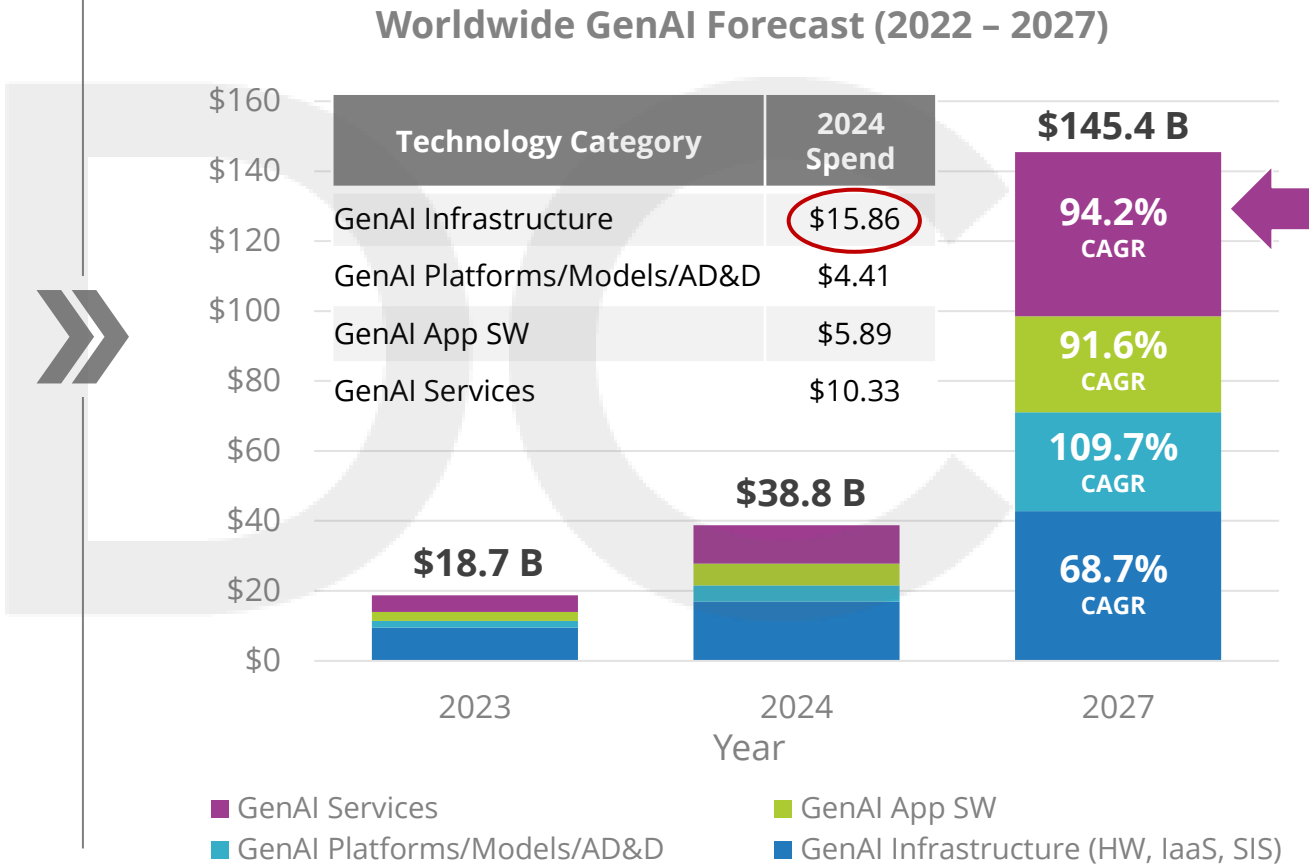 Worldwide GenAI Forecast (2022 – 2027)
$160
$140
$120
$100
$80
$60
$40
$20
$0
Technology Category 2024 Spend
GenAI Infrastructure $15.86
GenAI Platforms/Models/AD&D $4.41
GenAI App SW $5.89
GenAI Services $10.33
$18.7 B
$38.8 B
$145.4 B
94.2%
CAGR
91.6%
CAGR
109.7%
CAGR
68.7%
CAGR
2023 2024 2027
Year
GenAI Services GenAI App SW
GenAI Platforms/Models/AD&D GenAI Infrastructure (HW, IaaS, SIS)